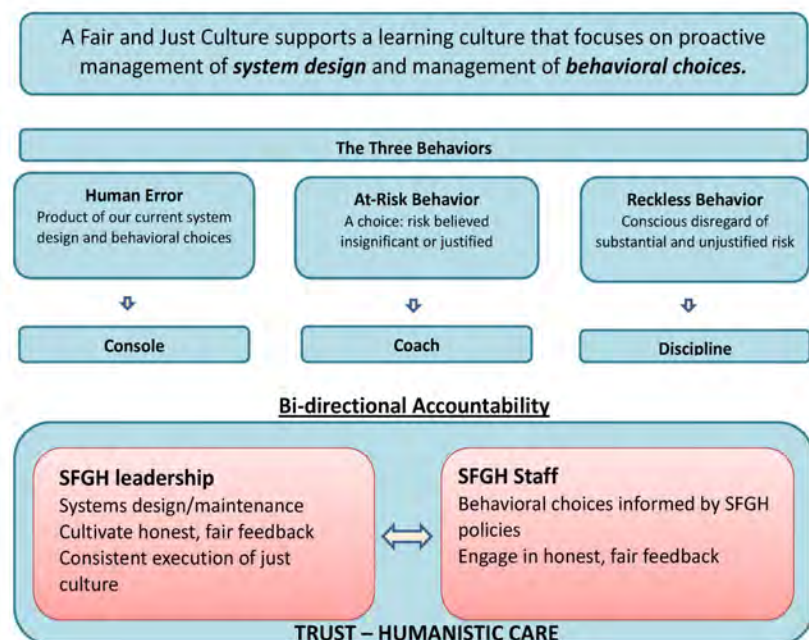 A Fair and Just Culture supports a learning culture that focuses on proactive
management of system design and management of behavioral choices.
The Three Behaviors
Human Error
Product of our current system
design and behavioral choices
At-Risk Behavior
A choice: risk believed
insignificant or justified
Reckless Behavior
Conscious disregard of
substantial and unjustified risk
Console
Coach
Discipline
Bi-directional Accountability
SFGH leadership
Systems design/maintenance
Cultivate honest, fair feedback
Consistent execution of just
culture
SFGH Staff
Behavioral choices informed by SFGH
policies
Engage in honest, fair feedback
TRUST – HUMANISTIC CARE